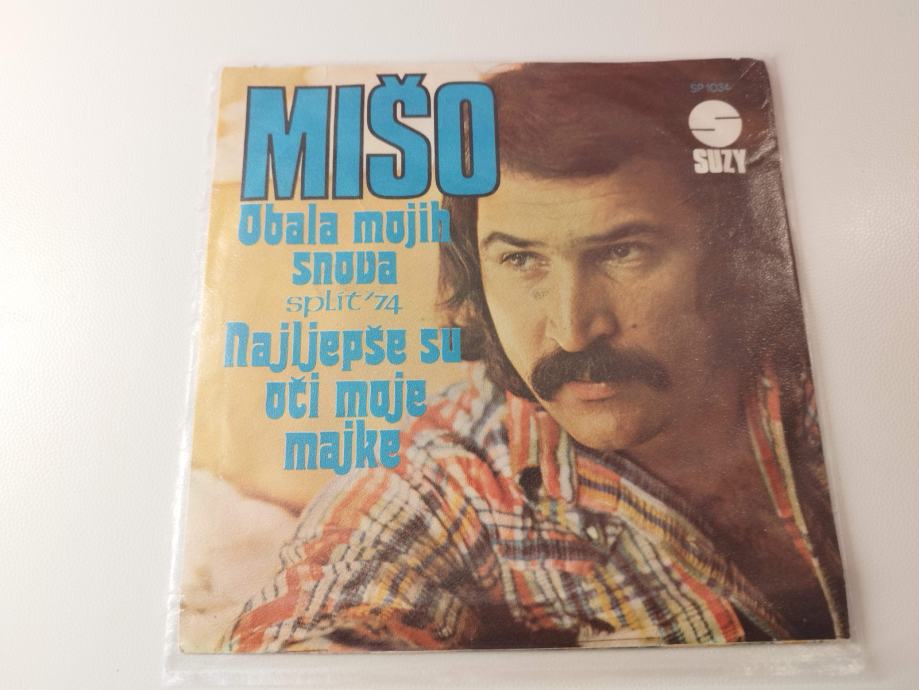 MIŠO
Obala mojih
snova
split '74
Najljepše su
oči moje
majke
SP 1034
SUZY